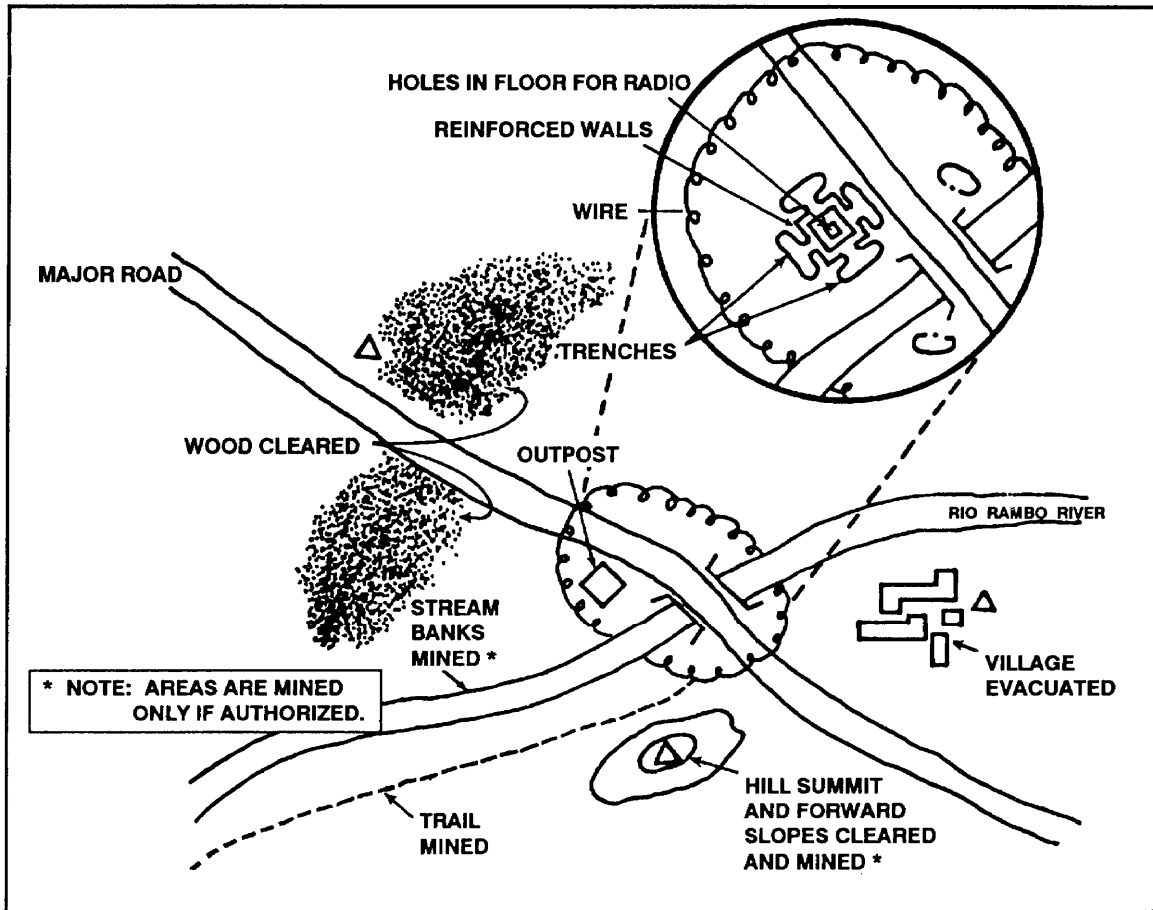 HOLES IN FLOOR FOR RADIO
REINFORCED WALLS
WIRE
MAJOR ROAD
TRENCHES
WOOD CLEARED
OUTPOST
RIO RAMBO RIVER
STREAM
BANKS
MINED *
VILLAGE
EVACUATED
* NOTE: AREAS ARE MINED
ONLY IF AUTHORIZED.
TRAIL
MINED
HILL SUMMIT
AND FORWARD
SLOPES CLEARED
AND MINED *